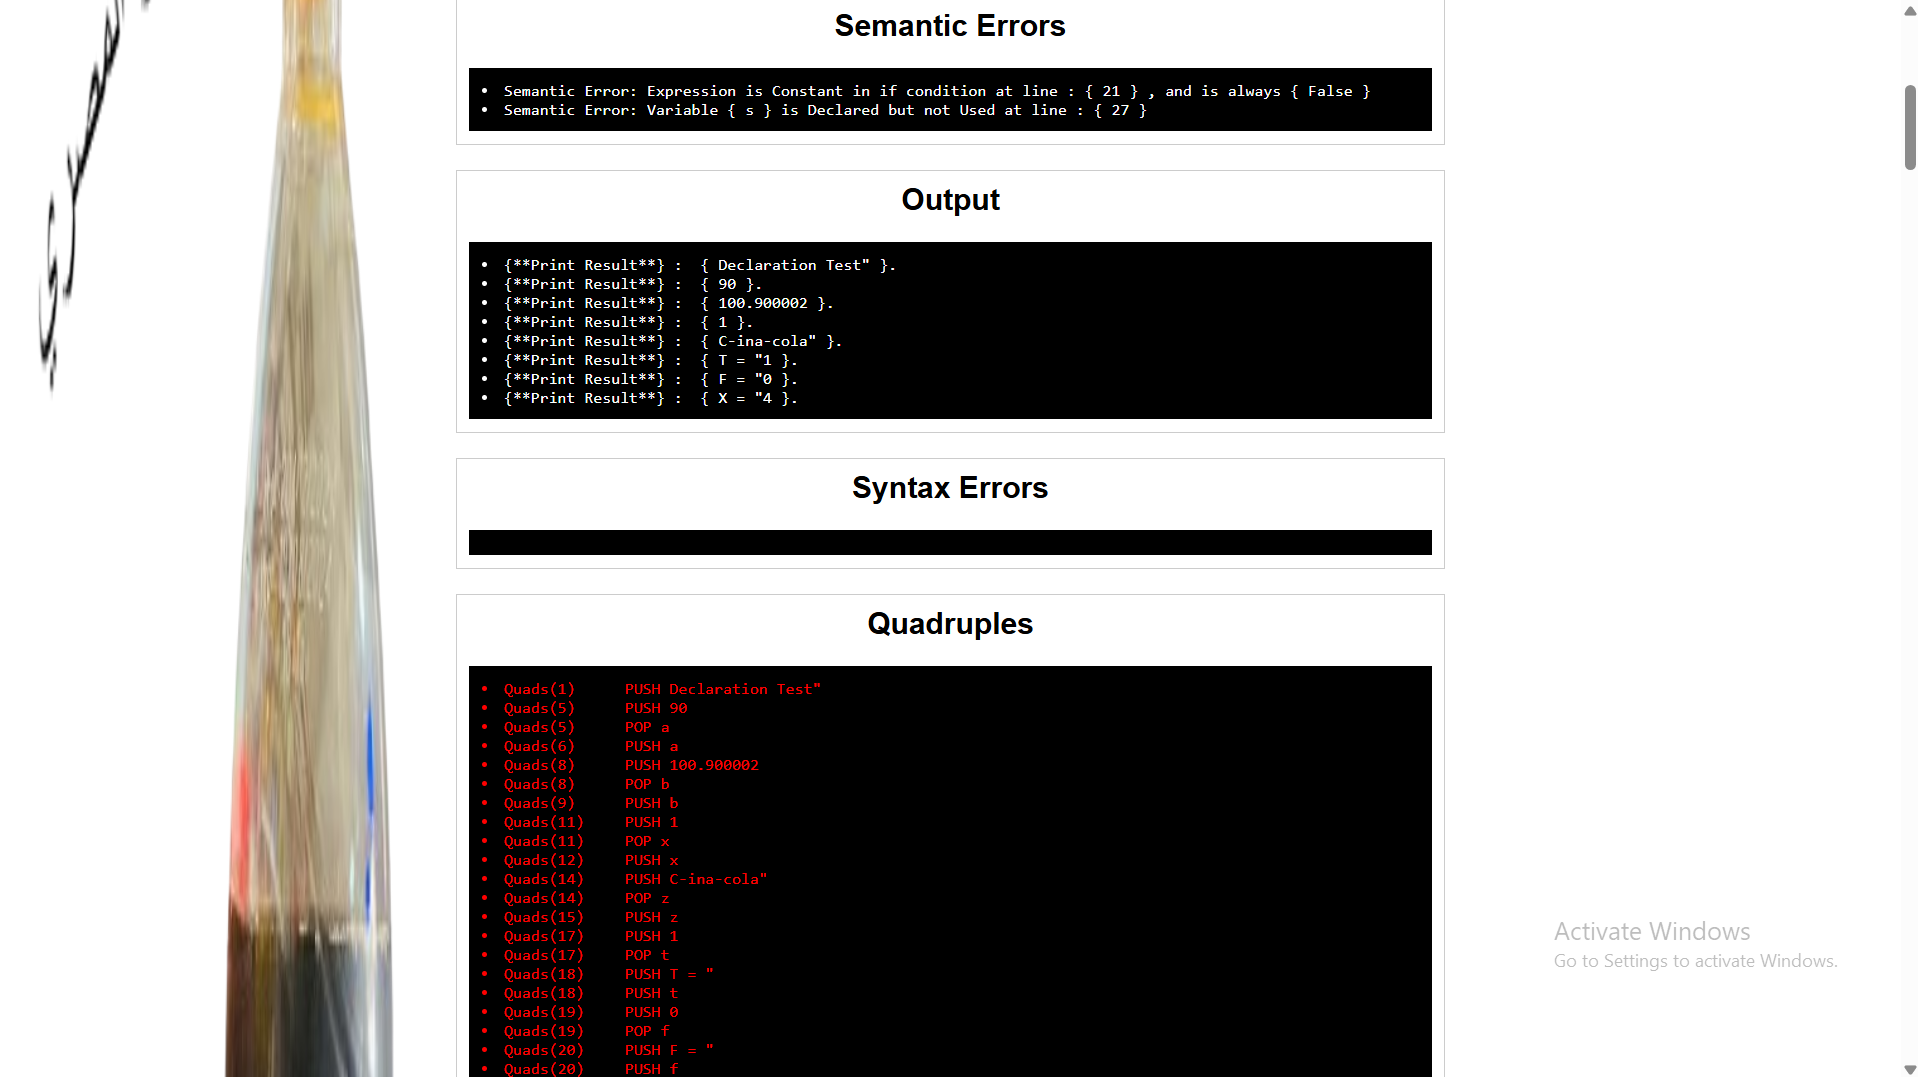 Semantic Errors
Semantic Error: Expression is Constant in if condition at line : { 21 } , and is always { False }
Semantic Error: Variable { s } is Declared but not Used at line : { 27 }
Output
{**Print Result**} :  { Declaration Test" }.
{**Print Result**} :  { 90 }.
{**Print Result**} :  { 100.900002 }.
{**Print Result**} :  { 1 }.
{**Print Result**} :  { C-ina-cola" }.
{**Print Result**} :  { T = "1 }.
{**Print Result**} :  { F = "0 }.
{**Print Result**} :  { X = "4 }.
Syntax Errors
Quadruples
Quads(1) PUSH Declaration Test"
Quads(5) PUSH 90
Quads(5) POP a
Quads(6) PUSH a
Quads(8) PUSH 100.900002
Quads(8) POP b
Quads(9) PUSH b
Quads(11) PUSH 1
Quads(11) POP x
Quads(12) PUSH x
Quads(14) PUSH C-ina-cola"
Quads(14) POP z
Quads(15) PUSH z
Quads(17) PUSH 1
Quads(17) POP t
Quads(18) PUSH T = "
Quads(18) PUSH t
Quads(19) PUSH 0
Quads(19) POP f
Quads(20) PUSH F = "
Quads(20) PUSH f
Activate Windows
Go to Settings to activate Windows.